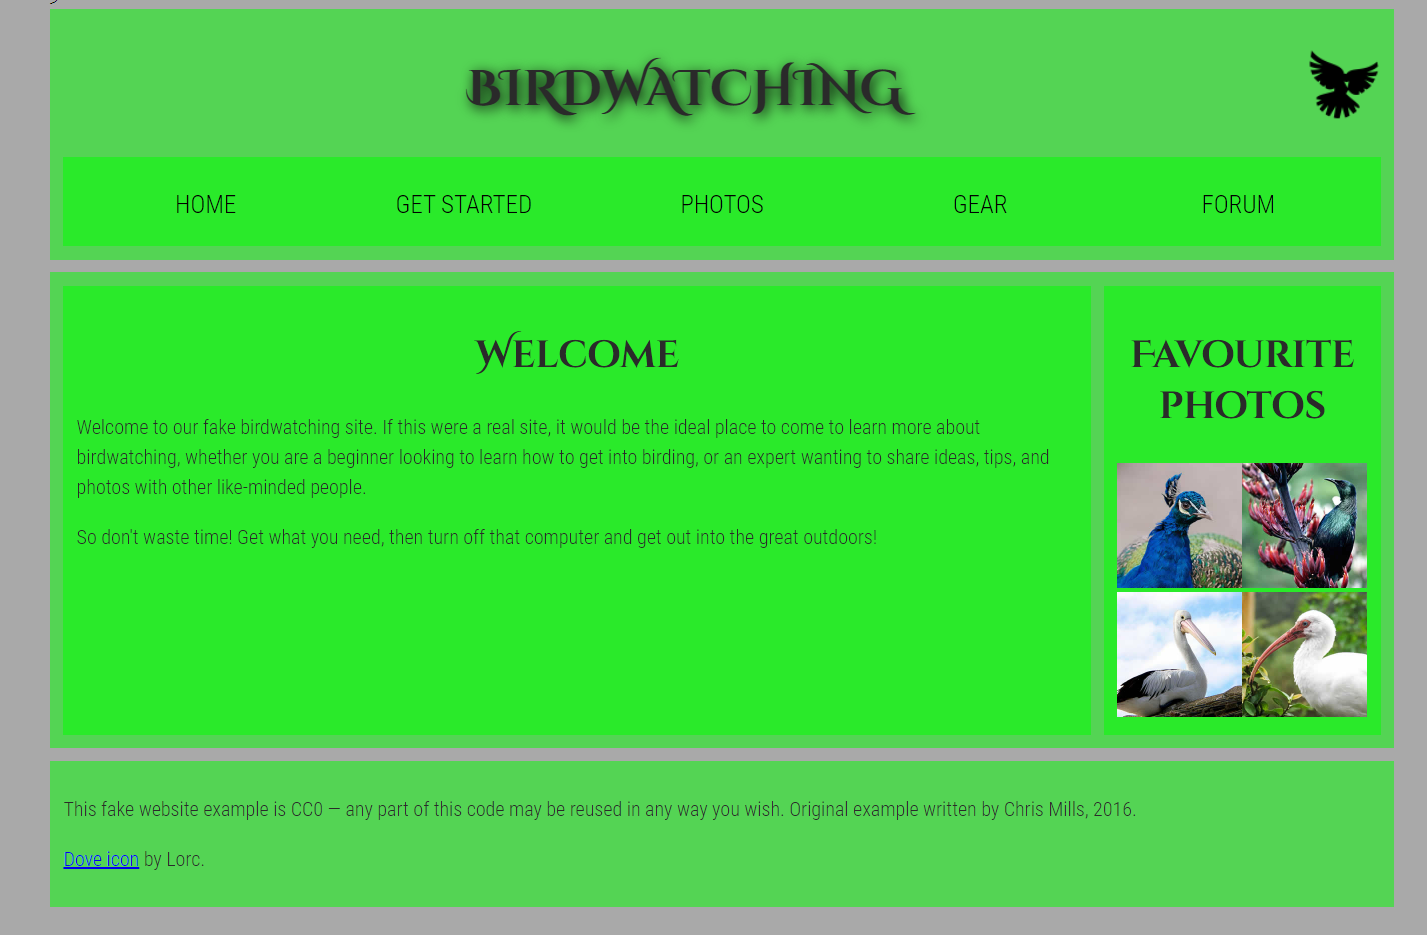 BIRDWATCHING
HOME
GET STARTED
PHOTOS
GEAR
FORUM
Welcome
Welcome to our fake birdwatching site. If this were a real site, it would be the ideal place to come to learn more about
birdwatching, whether you are a beginner looking to learn how to get into birding, or an expert wanting to share ideas, tips, and
photos with other like-minded people.
So don't waste time! Get what you need, then turn off that computer and get out into the great outdoors!
Favourite
photos
This fake website example is CC0 — any part of this code may be reused in any way you wish. Original example written by Chris Mills, 2016.
Dove icon by Lorc.